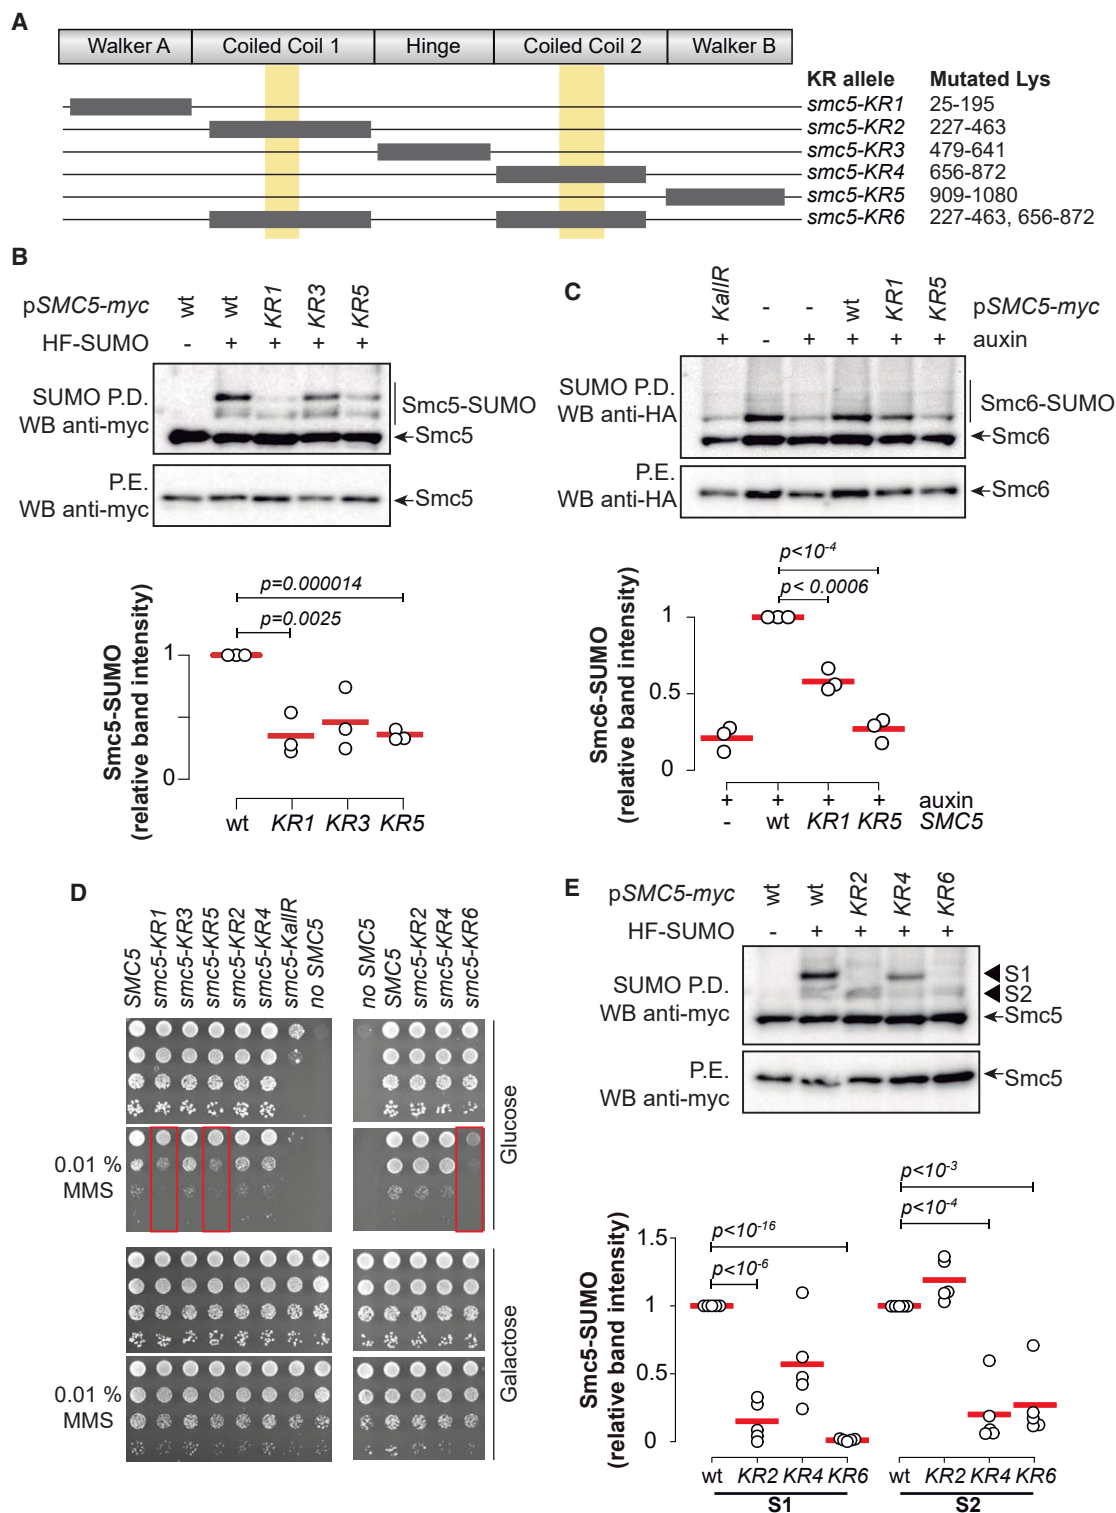 A
Walker A Coiled Coil 1 Hinge Coiled Coil 2 Walker B
KR allele Mutated Lys
smc5-KR1 25-195
smc5-KR2 227-463
smc5-KR3 479-641
smc5-KR4 656-872
smc5-KR5 909-1080
smc5-KR6 227-463, 656-872
B
pSMC5-myc wt wt KR1 KR3 KR5
HF-SUMO - + + + +
SUMO P.D.
WB anti-myc
Smc5-SUMO
Smc5
P.E.
WB anti-myc
Smc5
p=0.000014
p=0.0025
Smc5-SUMO
(relative band intensity)
1
0
wt KR1 KR3 KR5
C
KallR - - wt KR1 KR5 pSMC5-myc
+ - + + + + auxin
SUMO P.D.
WB anti-HA
Smc6-SUMO
Smc6
P.E.
WB anti-HA
Smc6
p<10-4
p< 0.0006
Smc6-SUMO
(relative band intensity)
1
0.5
0
+ + + + auxin
- wt KR1 KR5 SMC5
D
SMC5 smc5-KR1 smc5-KR3 smc5-KR5 smc5-KR2 smc5-KR4 smc5-KallR no SMC5
no SMC5 SMC5 smc5-KR2 smc5-KR4 smc5-KR6
0.01 %
MMS
Glucose
0.01 %
MMS
Galactose
E
pSMC5-myc wt wt KR2 KR4 KR6
HF-SUMO - + + + +
SUMO P.D.
WB anti-myc
S1
S2
Smc5
P.E.
WB anti-myc
Smc5
p<10-3
p<10-4
p<10-16
p<10-6
Smc5-SUMO
(relative band intensity)
1.5
1
0.5
0
wt KR2 KR4 KR6 wt KR2 KR4 KR6
S1 S2